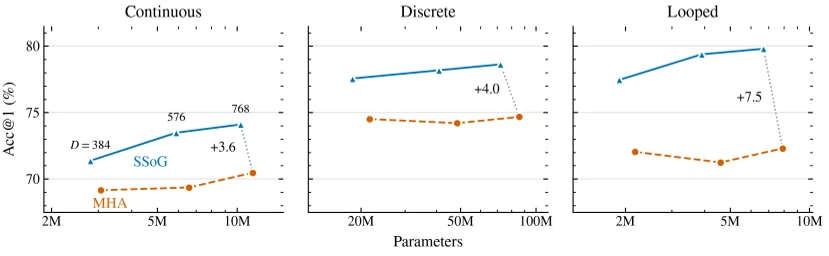 Continuous
Discrete
Looped
Acc@1 (%)
80
75
70
D = 384
576
768
+3.6
SSoG
MHA
+4.0
+7.5
2M
5M
10M
20M
50M
100M
2M
5M
10M
Parameters